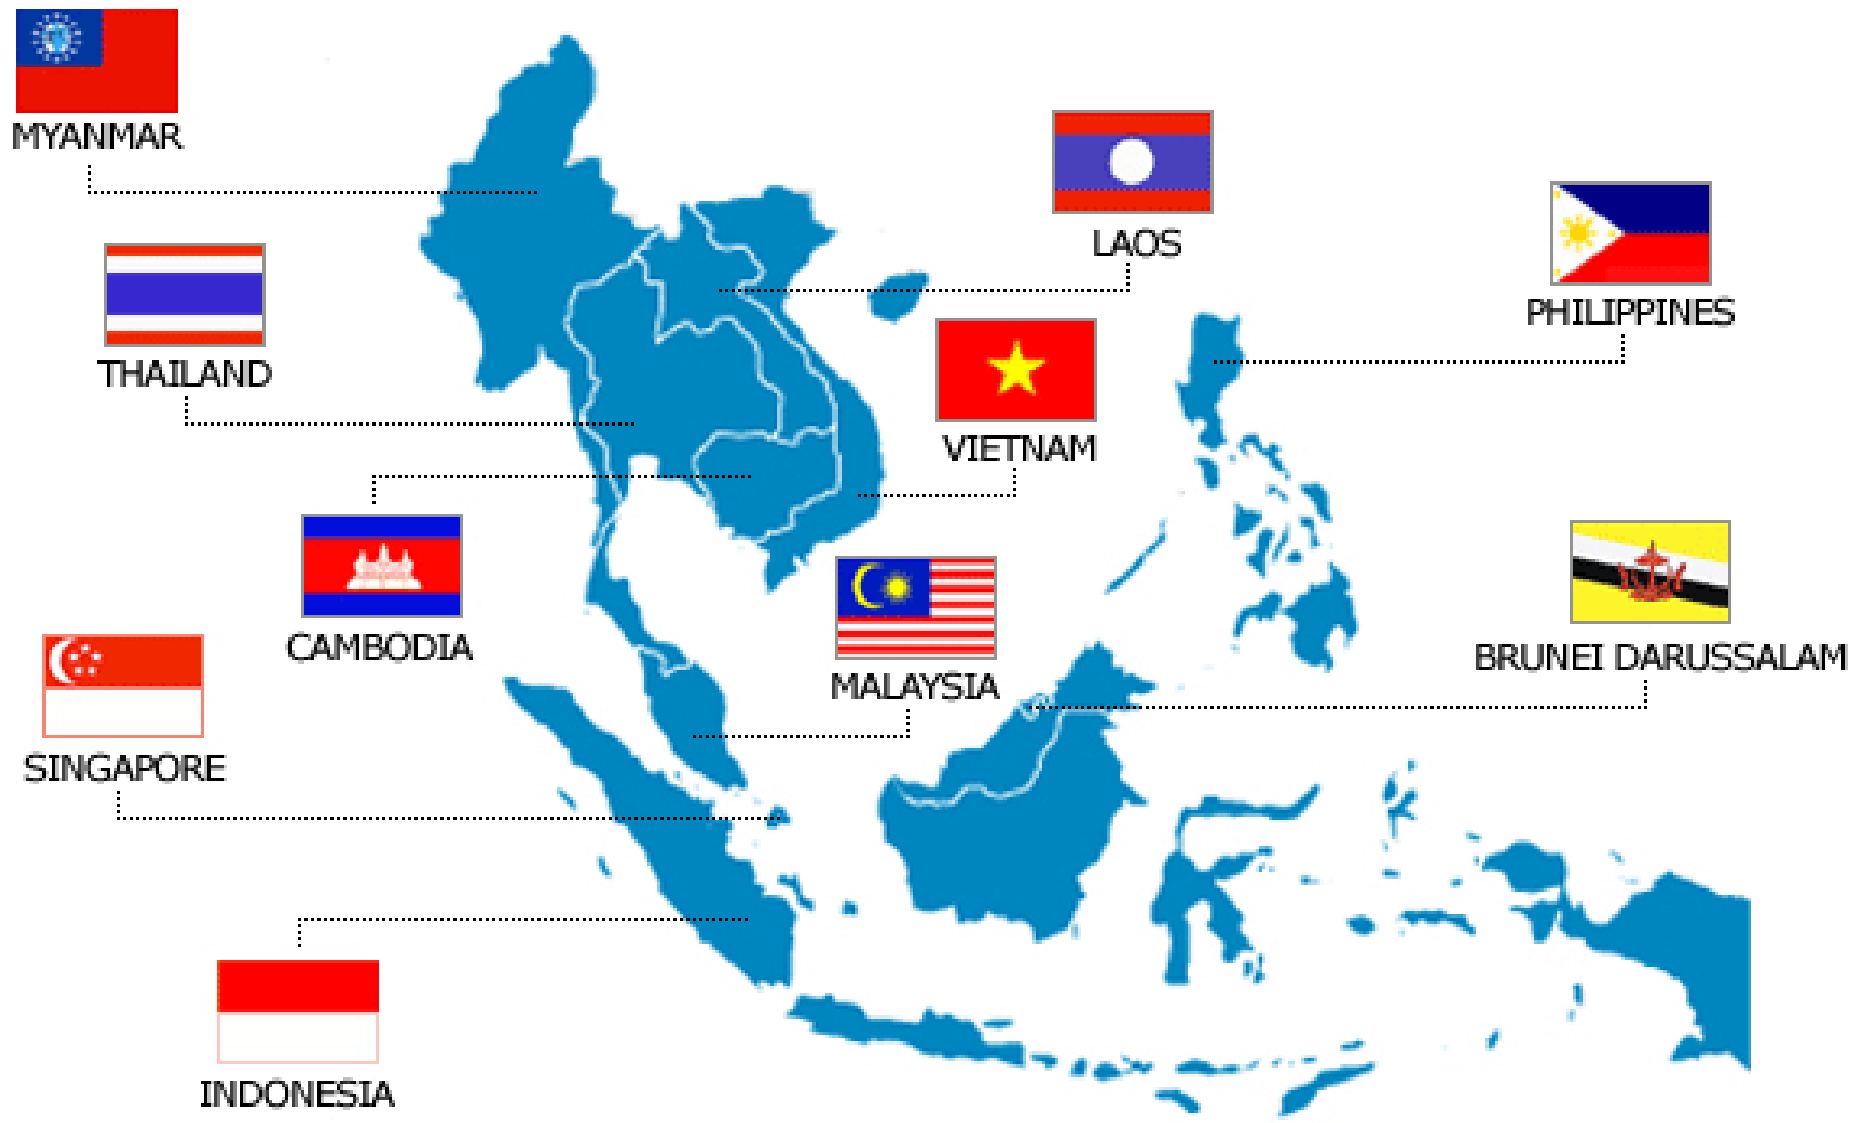 MYANMAR
LAOS
PHILIPPINES
THAILAND
VIETNAM
CAMBODIA
BRUNEI DARUSSALAM
MALAYSIA
SINGAPORE
INDONESIA